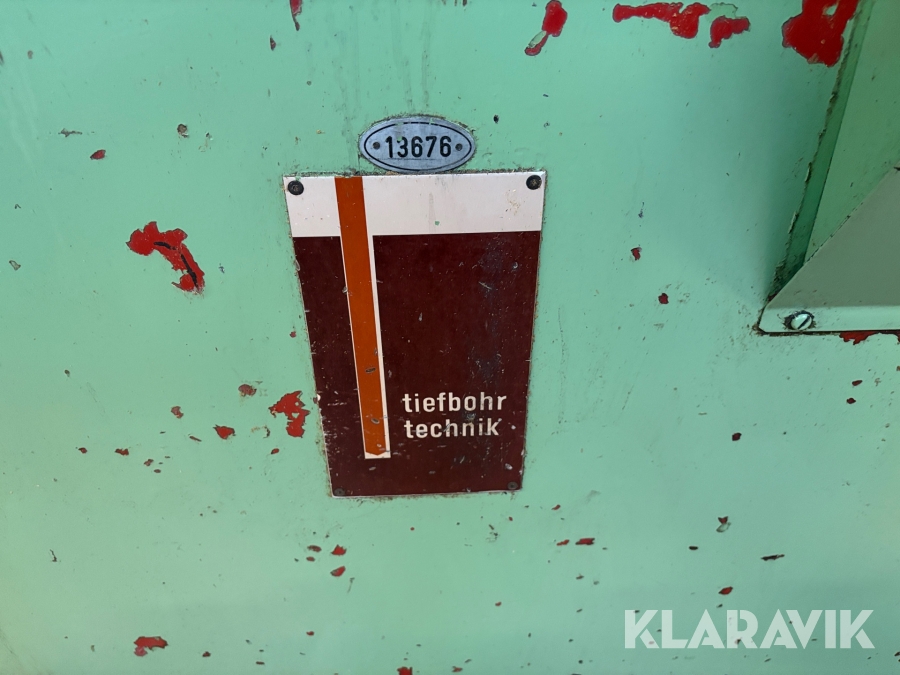 13676
tiefbohr
technik
KLARAVIK